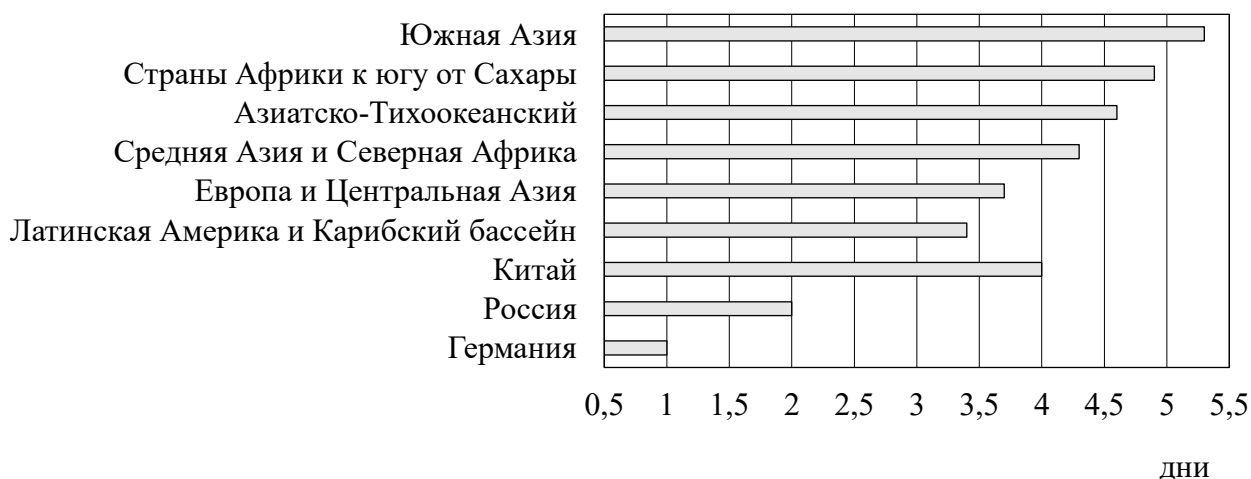 Южная Азия
Страны Африки к югу от Сахары
Азиатско-Тихоокеанский
Средняя Азия и Северная Африка
Европа и Центральная Азия
Латинская Америка и Карибский бассейн
Китай
Россия
Германия
0,5 1 1,5 2 2,5 3 3,5 4 4,5 5 5,5
дни